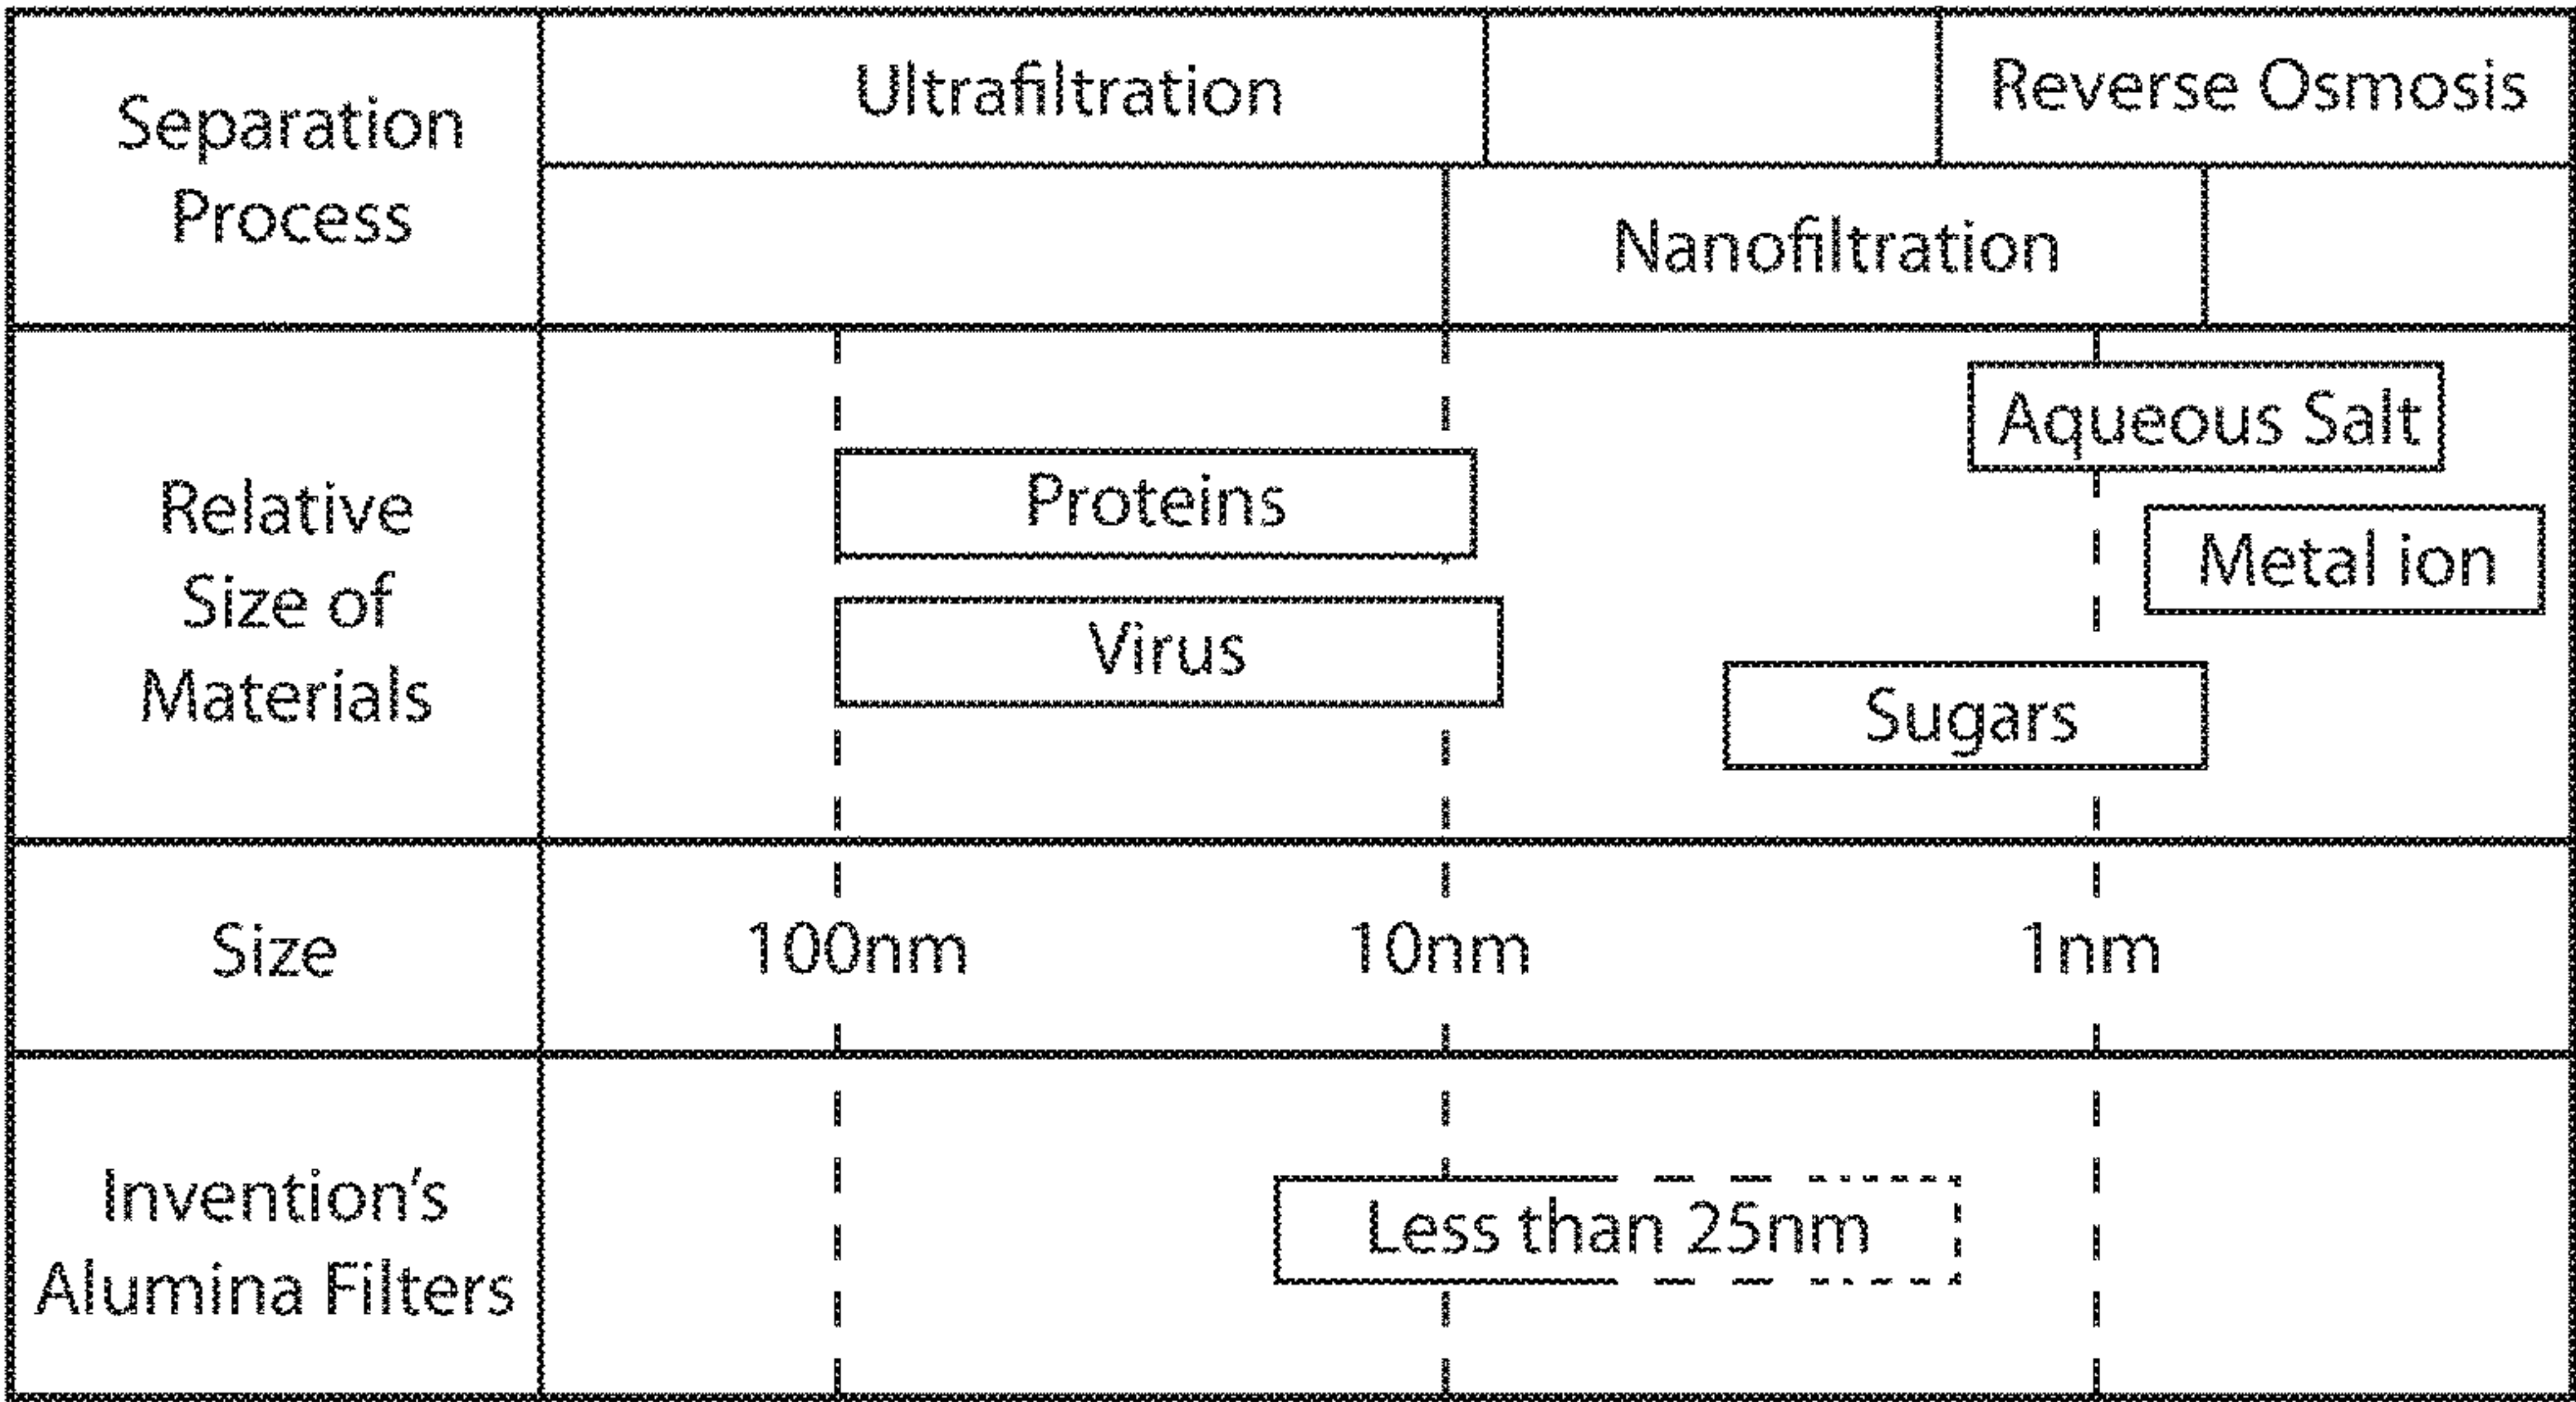 Separation
Process
Ultrafiltration
Reverse Osmosis
Nanofiltration
Relative
Size of
Materials
Aqueous Salt
Proteins
Metal ion
Virus
Sugars
Size
100nm
10nm
1nm
Invention's
Alumina Filters
Less than 25nm